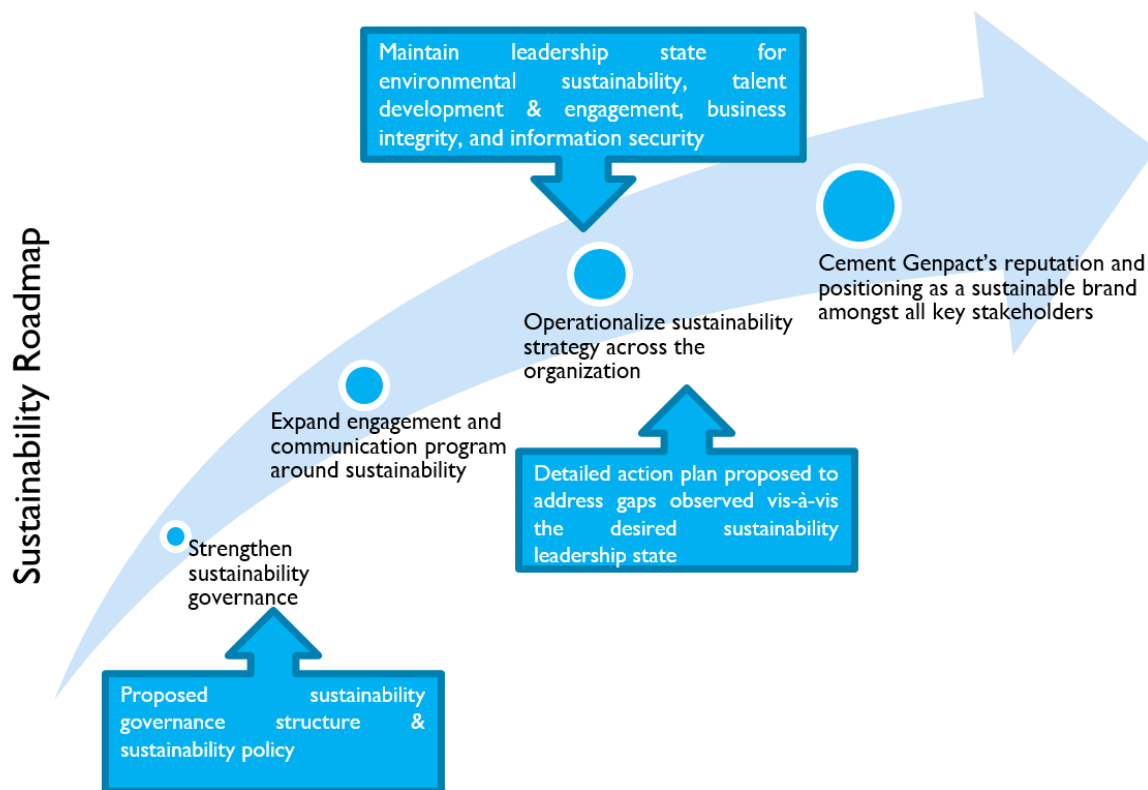 Sustainability Roadmap
Maintain leadership state for
environmental sustainability, talent
development & engagement, business
integrity, and information security
Cement Genpact's reputation and
positioning as a sustainable brand
amongst all key stakeholders
Operationalize sustainability
strategy across the
organization
Expand engagement and
communication program
around sustainability
Detailed action plan proposed to
address gaps observed vis-à-vis
the desired sustainability
leadership state
Strengthen
sustainability
governance
Proposed sustainability
governance structure &
sustainability policy